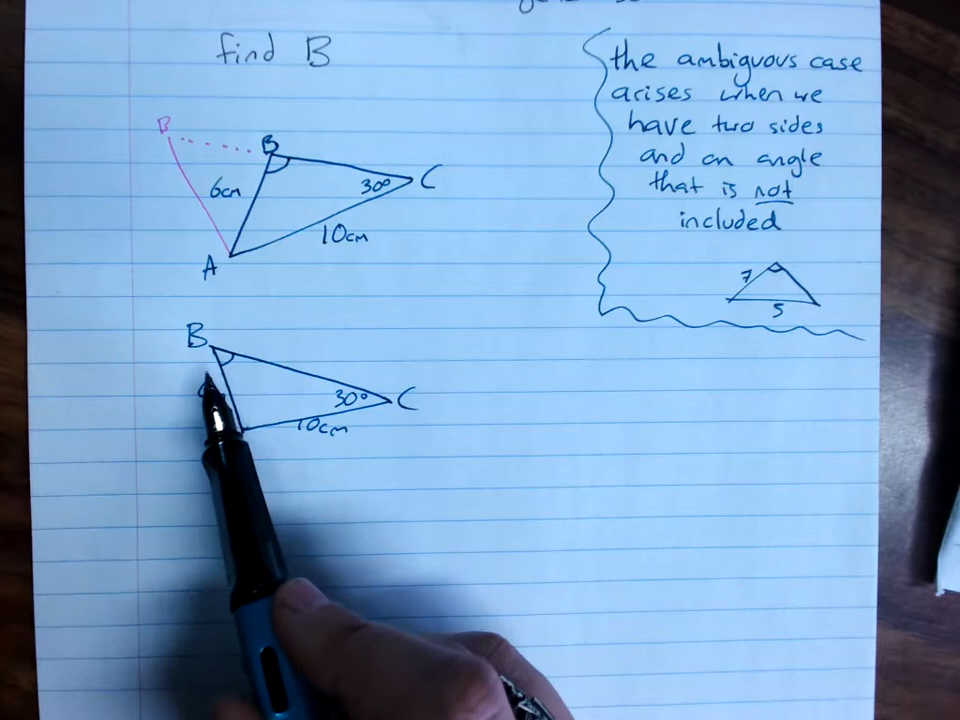 find B
the ambiguous case
arises when we
have two sides
and an angle
that is not
included
B
B
6cm
30°
C
10cm
A
7
5
B
30°
C
10cm